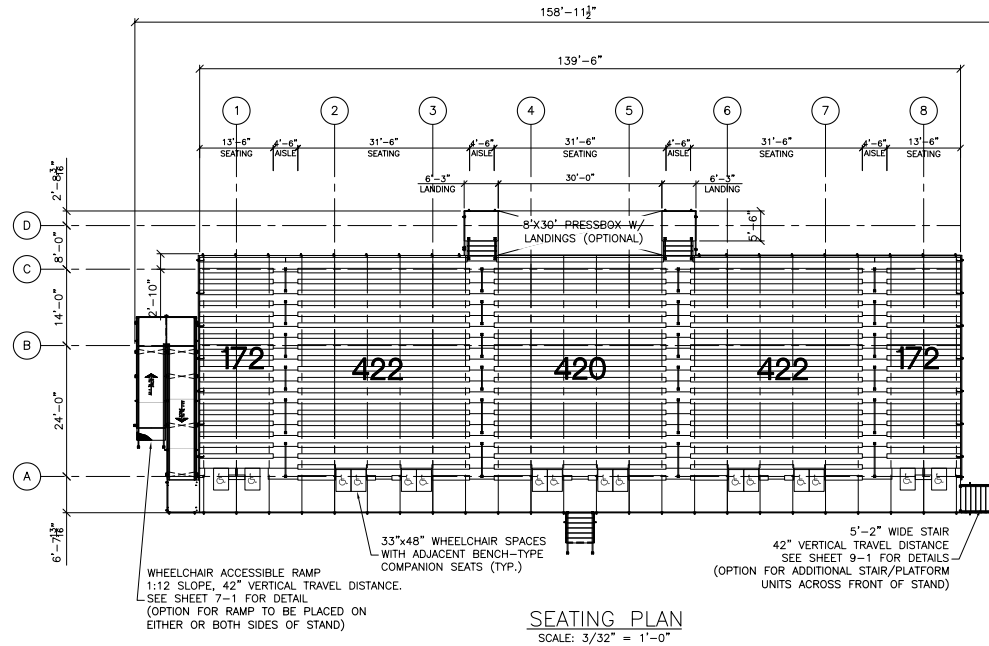 158'-11½"
139'-6"
1 2 3 4 5 6 7 8
13'-6" 4'-6" 31'-6" 4'-6" 31'-6" 4'-6" 31'-6" 4'-6" 13'-6"
SEATING AISLE SEATING AISLE SEATING AISLE SEATING AISLE SEATING
6'-3" 30'-0" 6'-3"
LANDING LANDING
2'-8 3/16"
D
8'X30' PRESSBOX W/
LANDINGS (OPTIONAL)
5'-6"
8'-0"
C
2'-10"
14'-0"
B
172 422 420 422 172
24'-0"
A
6'-7 13/16"
33"x48" WHEELCHAIR SPACES
WITH ADJACENT BENCH-TYPE
COMPANION SEATS (TYP.)
5'-2" WIDE STAIR
42" VERTICAL TRAVEL DISTANCE
SEE SHEET 9-1 FOR DETAILS
(OPTION FOR ADDITIONAL STAIR/PLATFORM
UNITS ACROSS FRONT OF STAND)
WHEELCHAIR ACCESSIBLE RAMP
1:12 SLOPE, 42" VERTICAL TRAVEL DISTANCE.
SEE SHEET 7-1 FOR DETAIL
(OPTION FOR RAMP TO BE PLACED ON
EITHER OR BOTH SIDES OF STAND)
SEATING PLAN
SCALE: 3/32" = 1'-0"